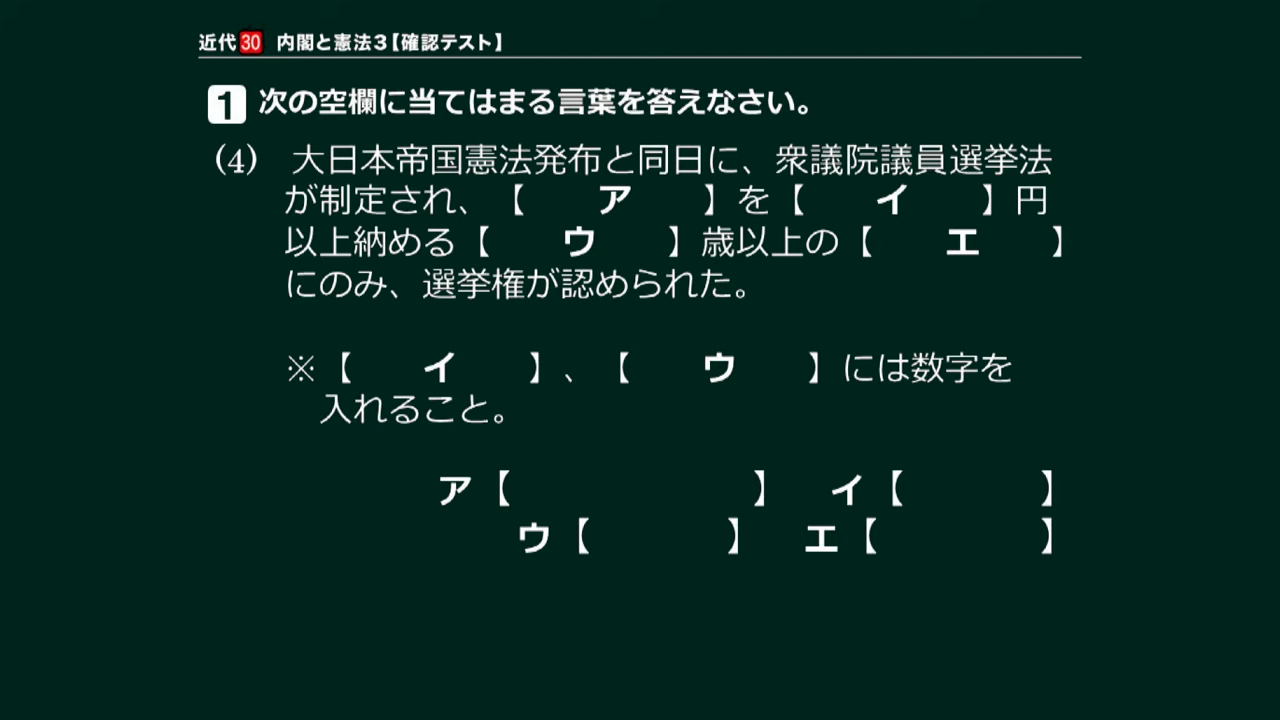 近代30 内閣と憲法3【確認テスト】
1 次の空欄に当てはまる言葉を答えなさい。
(4) 大日本帝国憲法発布と同日に、衆議院議員選挙法
が制定され、【 ア 】を【 イ 】円
以上納める【 ウ 】歳以上の【 エ 】
にのみ、選挙権が認められた。
※【 イ 】、【 ウ 】には数字を
入れること。
ア【 】 イ【 】
ウ【 】 エ【 】